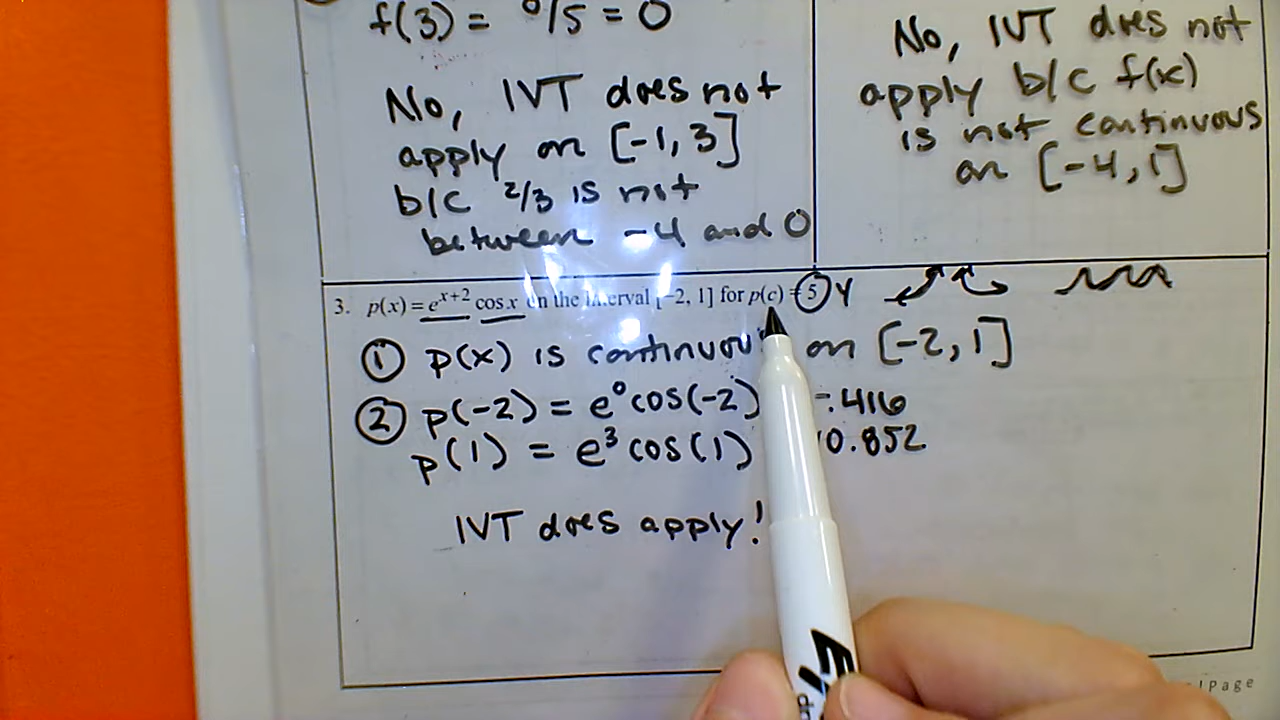 f(3) = 0/5 = 0
No, IVT does not
apply on [-1, 3]
b/c 2/3 is not
between -4 and 0
No, IVT does not
apply b/c f(x)
is not continuous
on [-4, 1]
3. p(x) = e^{x+2} cos x on the interval [-2, 1] for p(c) = 5 Y
① p(x) is continuous on [-2, 1]
② p(-2) = e⁰ cos(-2) -.416
p(1) = e³ cos(1) 10.852
IVT does apply!
Page